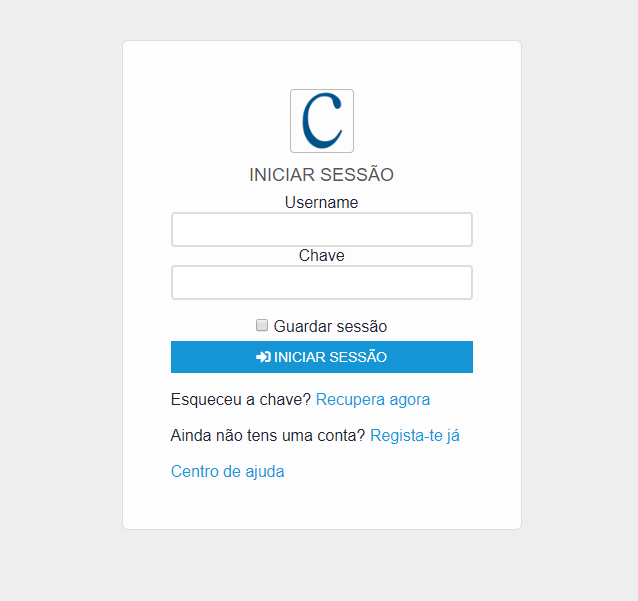 C
INICIAR SESSÃO
Username
Chave
Guardar sessão
INICIAR SESSÃO
Esqueceu a chave? Recupera agora
Ainda não tens uma conta? Regista-te já
Centro de ajuda